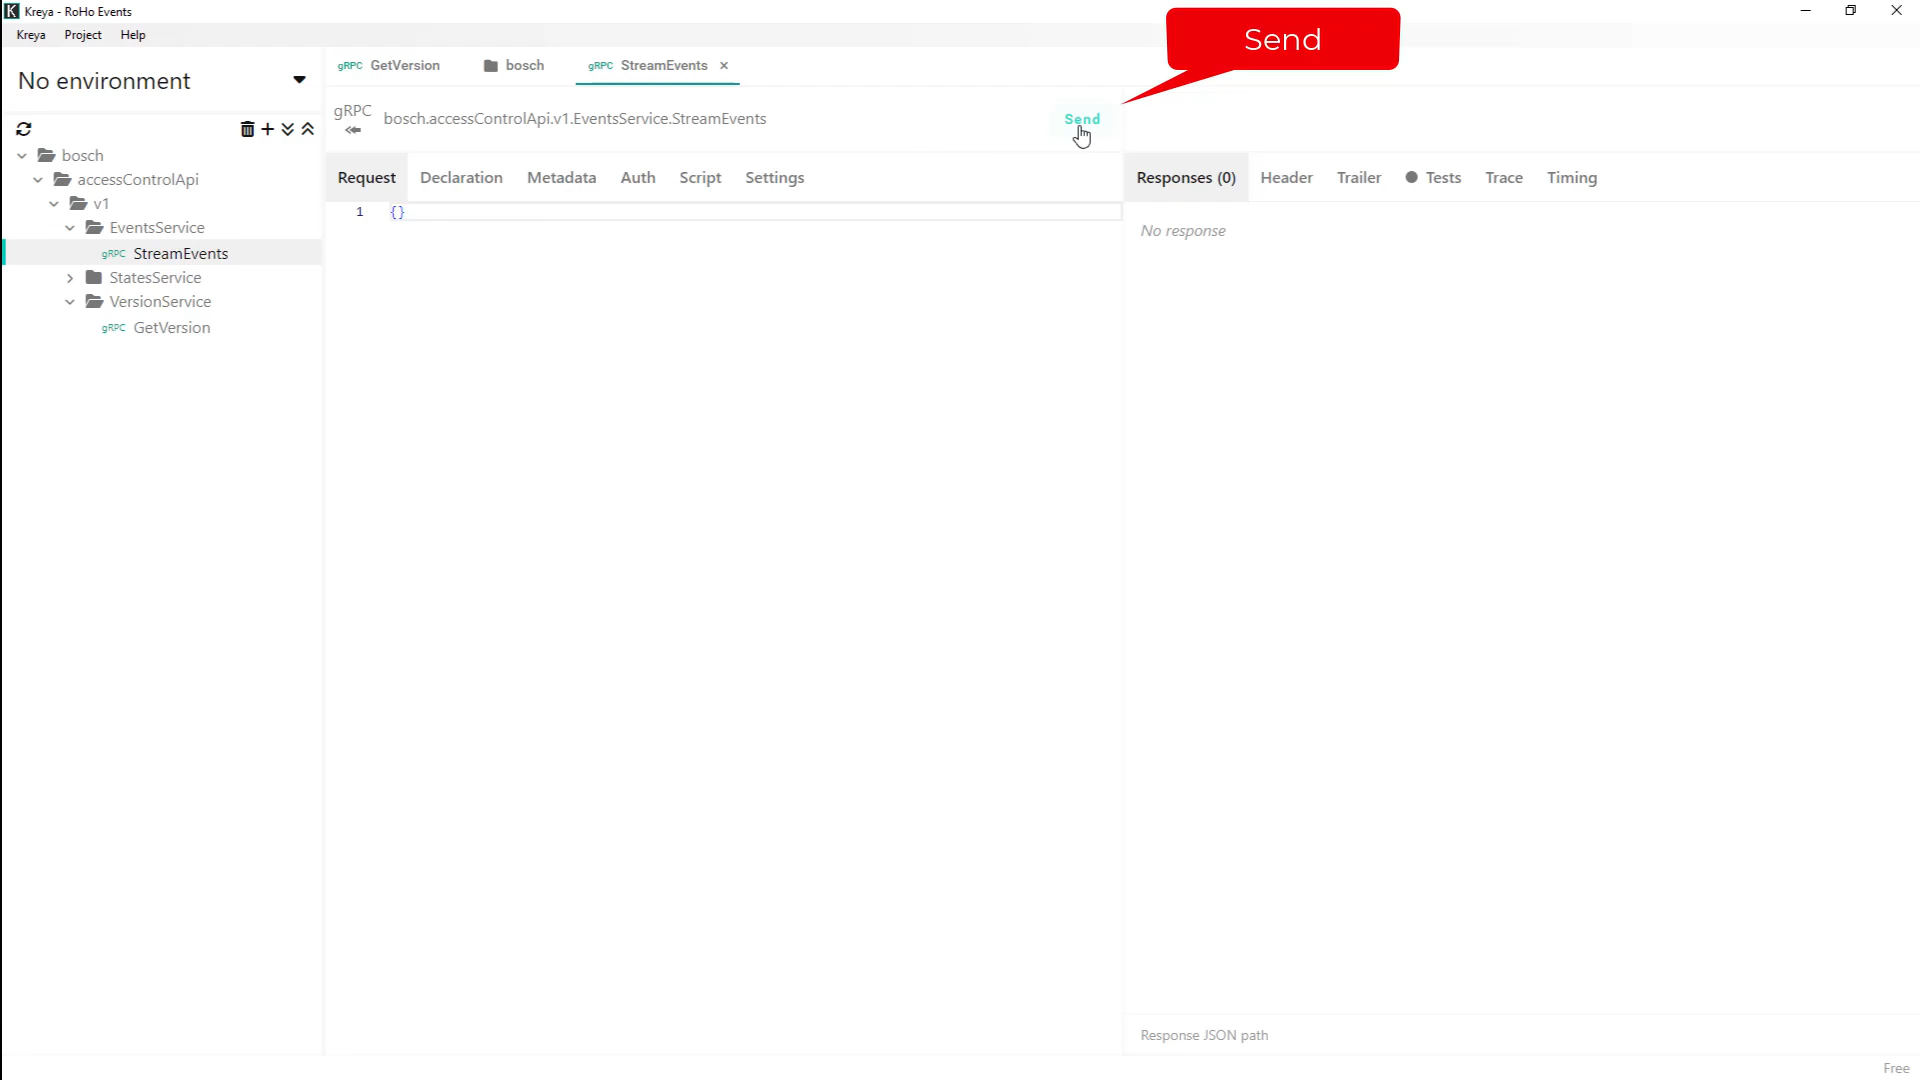 Kreya - RoHo Events
Kreya Project Help
Send
No environment
gRPC GetVersion
bosch
gRPC StreamEvents
gRPC bosch.accessControlApi.v1.EventsService.StreamEvents
Send
bosch
accessControlApi
v1
EventsService
gRPC StreamEvents
StatesService
VersionService
gRPC GetVersion
Request Declaration Metadata Auth Script Settings
1 {}
Responses (0) Header Trailer Tests Trace Timing
No response
Response JSON path
Free